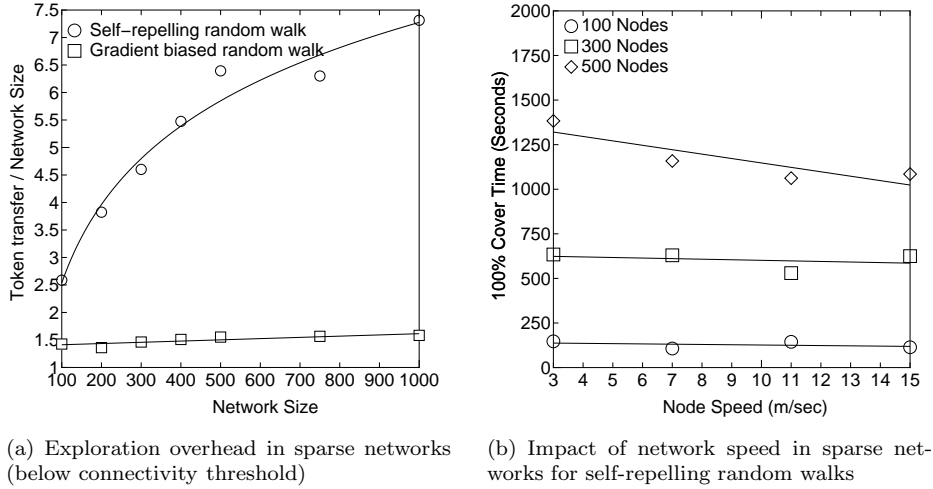 Token transfer / Network Size
7.5
7
6.5
6
5.5
5
4.5
4
3.5
3
2.5
2
1.5
1
Self−repelling random walk
Gradient biased random walk
100 200 300 400 500 600 700 800 900 1000
Network Size
(a) Exploration overhead in sparse networks
(below connectivity threshold)
100% Cover Time (Seconds)
2000
1750
1500
1250
1000
750
500
250
0
100 Nodes
300 Nodes
500 Nodes
3 4 5 6 7 8 9 10 11 12 13 14 15
Node Speed (m/sec)
(b) Impact of network speed in sparse net-
works for self-repelling random walks